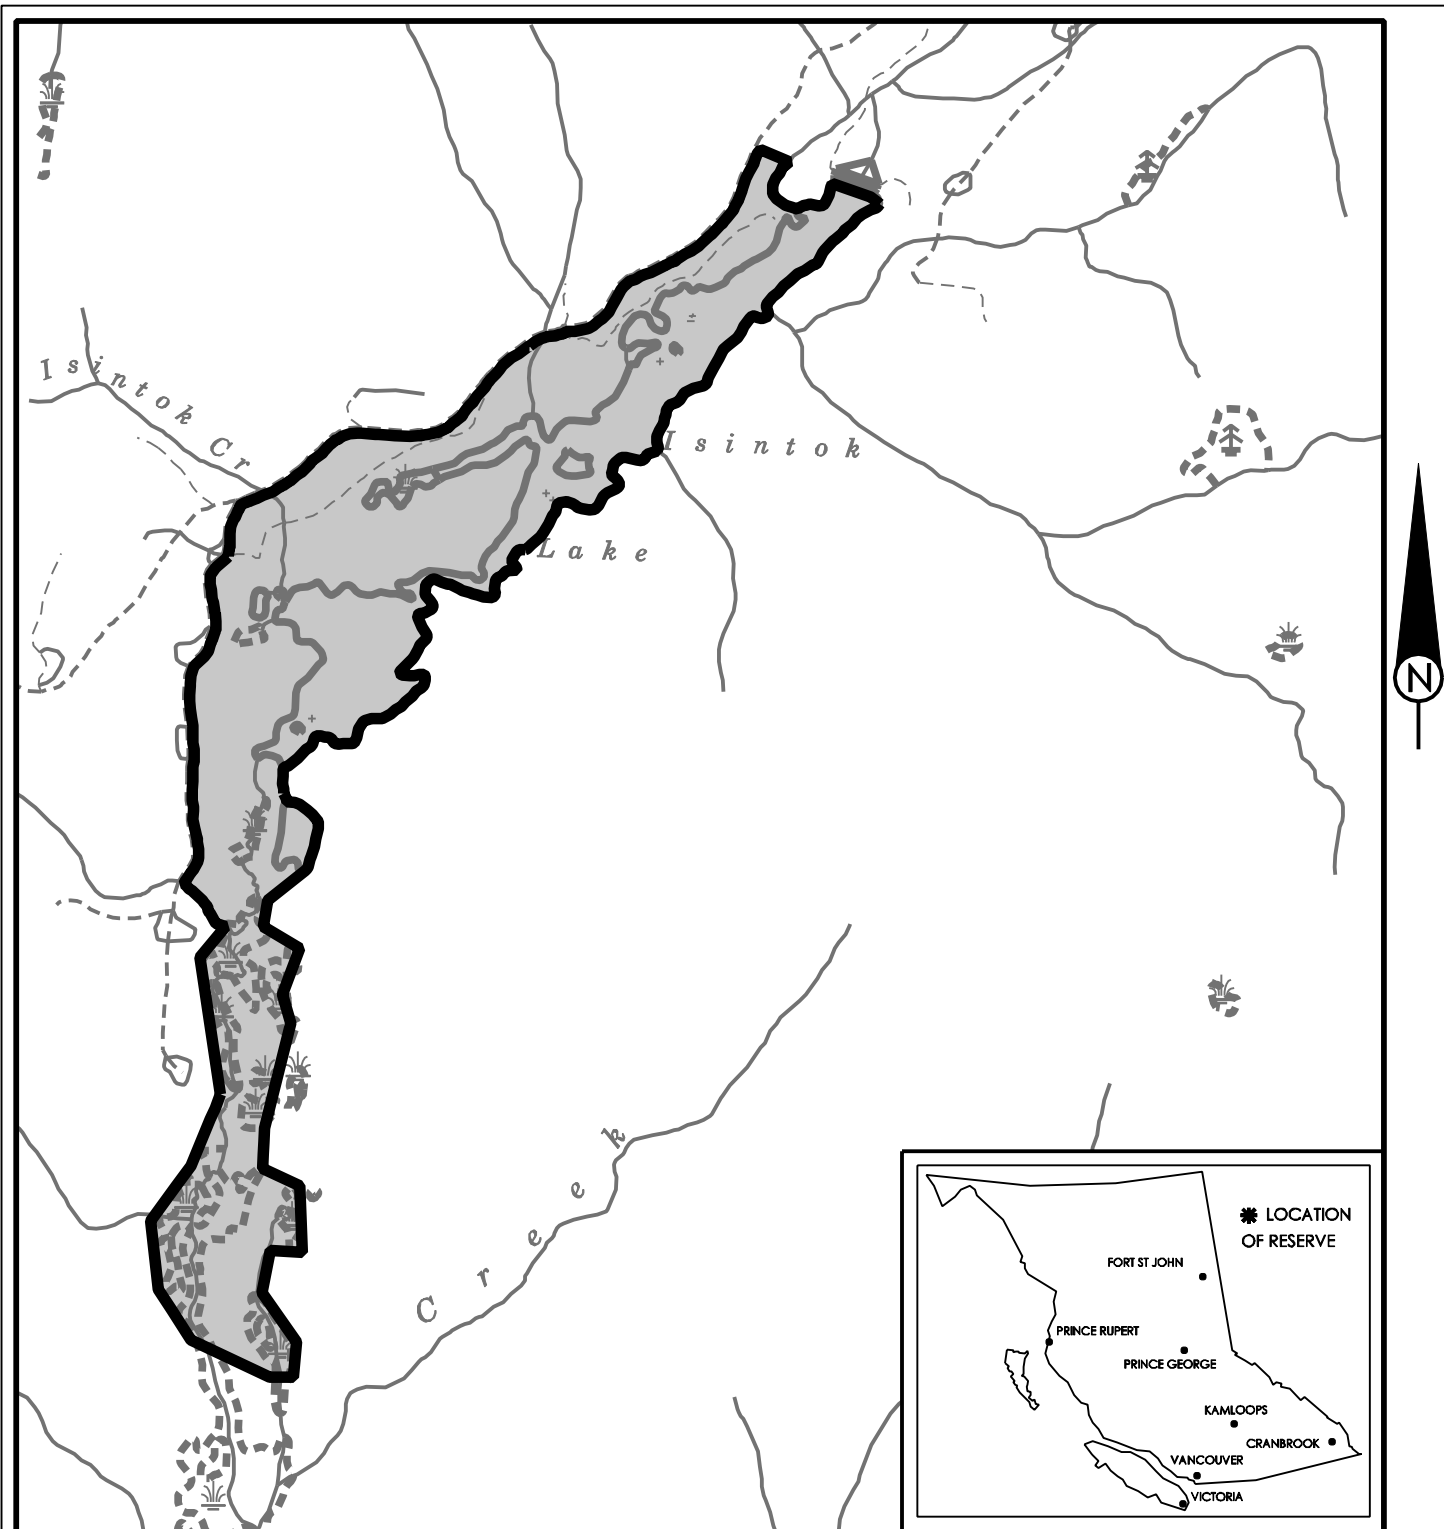 Isintok Cr
Isintok
Lake
N
Creek
LOCATION
OF RESERVE
FORT ST JOHN
PRINCE RUPERT
PRINCE GEORGE
KAMLOOPS
CRANBROOK
VANCOUVER
VICTORIA